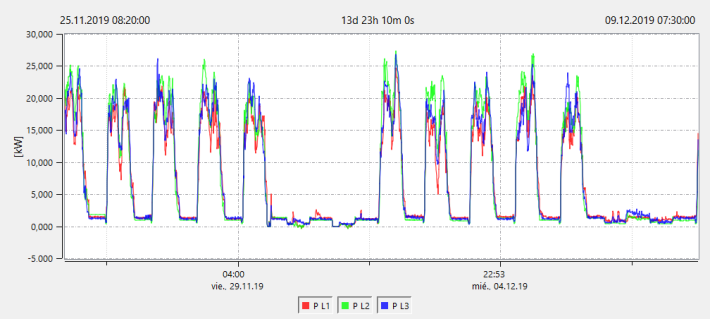 25.11.2019 08:20:00 13d 23h 10m 0s 09.12.2019 07:30:00
30,000
25,000
20,000
[kW]
15,000
10,000
5,000
0,000
-5,000
04:00 22:53
vie., 29.11.19 mié., 04.12.19
P L1 P L2 P L3